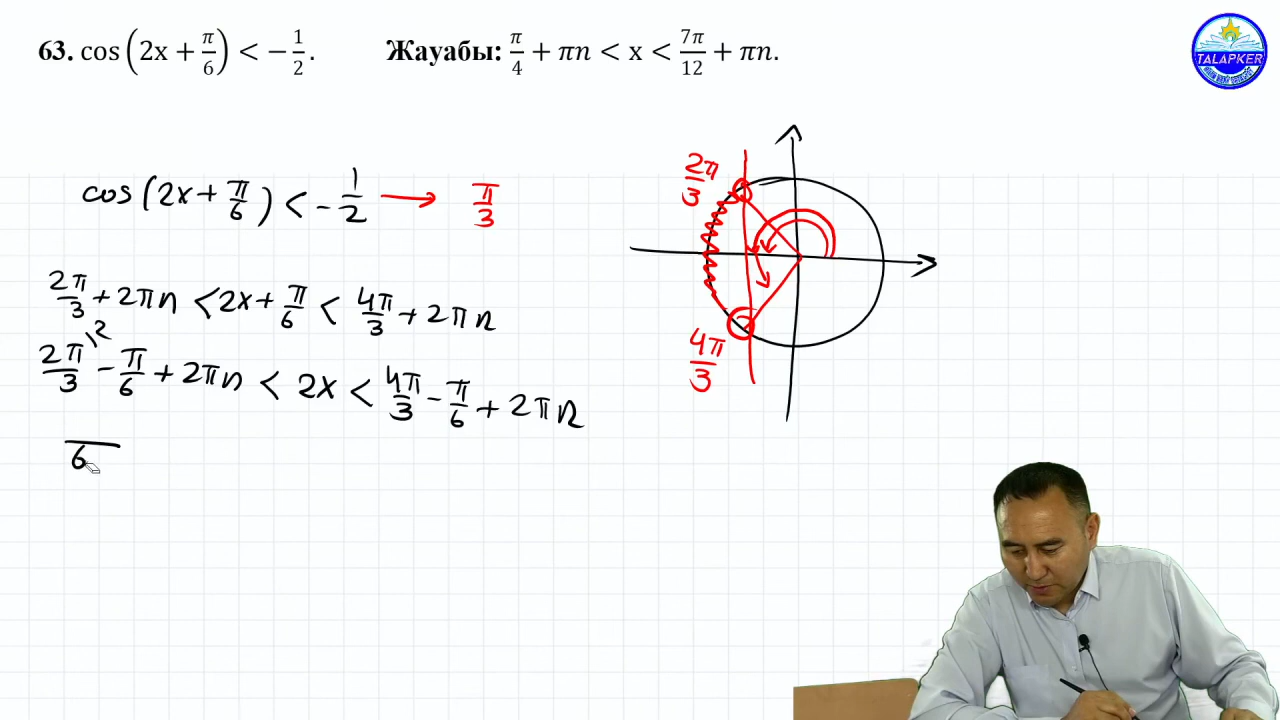 63. cos(2x + π/6) < −1/2. Жауабы: π/4 + πn < x < 7π/12 + πn.
TALAPKER
cos(2x + π/6) < −1/2 → π/3
2π/3 + 2πn < 2x + π/6 < 4π/3 + 2πn
2π/3 \2 − π/6 + 2πn < 2x < 4π/3 − π/6 + 2πn
6
2π/3
4π/3